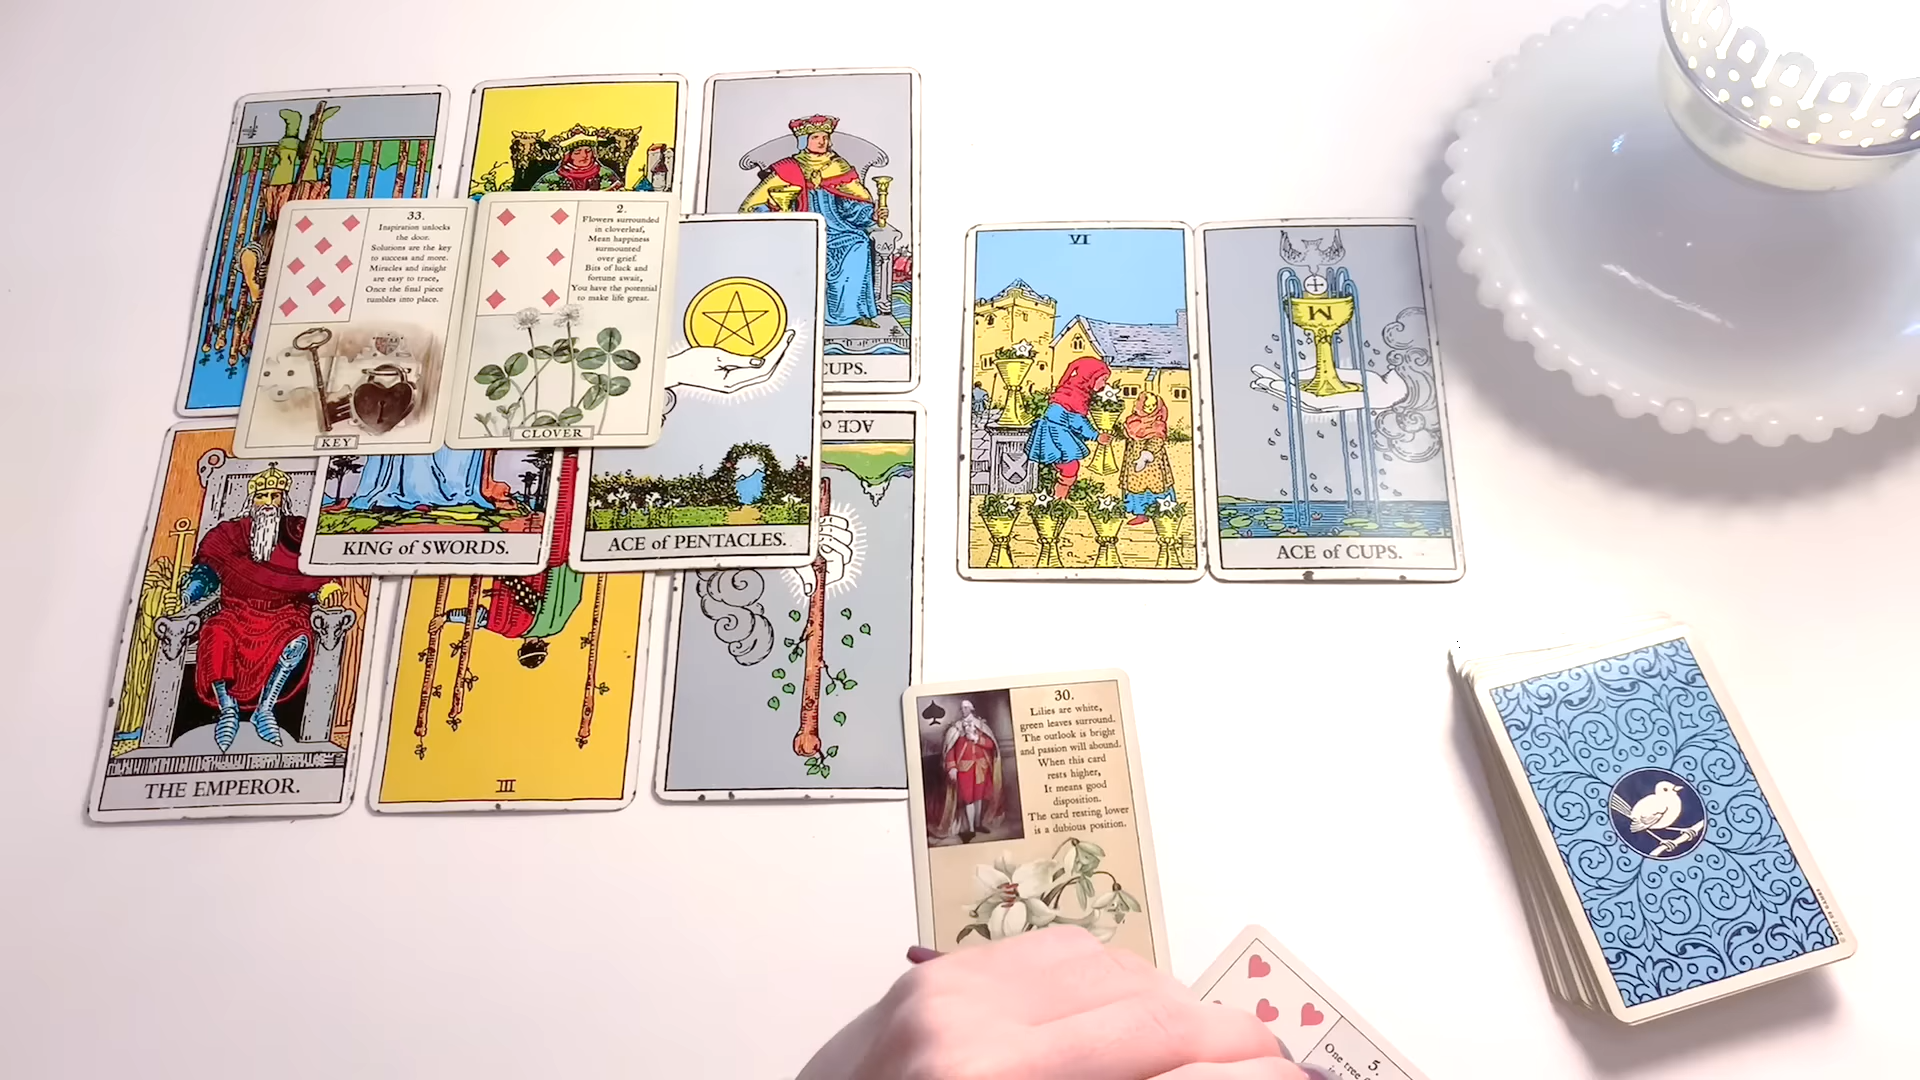 33.
Inspiration unlocks
the door.
Solutions are the key
to success and more.
Miracles and insight
are easy to trace,
Once the final piece
tumbles into place.
KEY
2.
Flowers surrounded
in cloverleaf,
Mean happiness
surmounted
over grief.
Bits of luck and
fortune await,
You have the potential
to make life great.
CLOVER
CUPS.
ACE of
KING of SWORDS.
ACE of PENTACLES.
THE EMPEROR.
III
VI
ACE of CUPS.
30.
Lilies are white,
green leaves surround.
The outlook is bright
and passion will abound.
When this card
rests higher,
It means good
disposition.
The card resting lower
is a dubious position.
5.
One tree